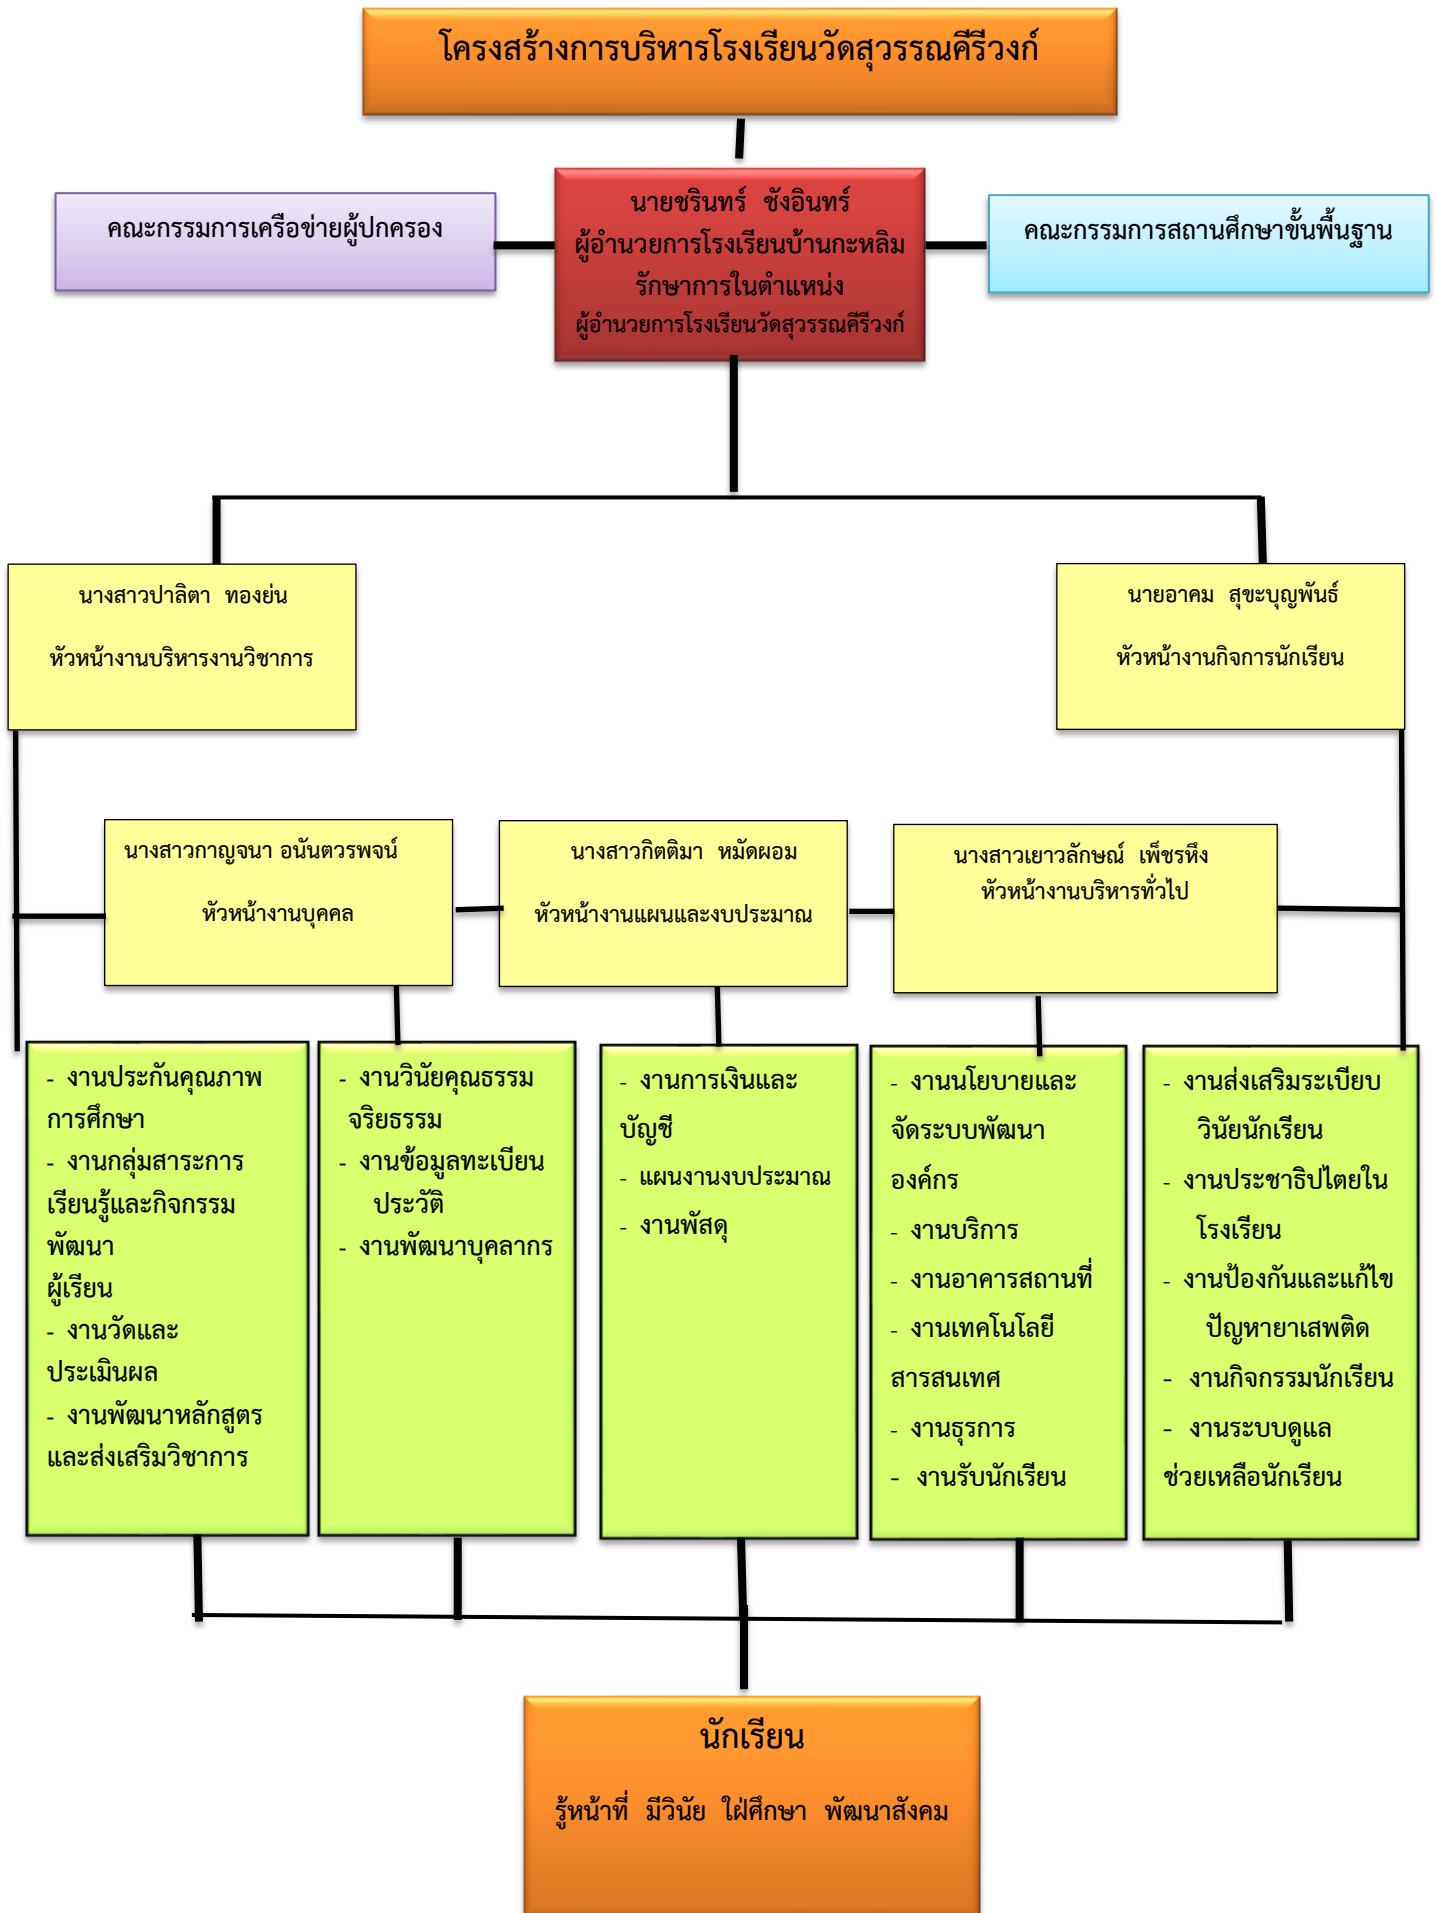 โครงสร้างการบริหารโรงเรียนวัดสุวรรณคีรีวงก์
คณะกรรมการเครือข่ายผู้ปกครอง
นายชรินทร์ ชังอินทร์
ผู้อำนวยการโรงเรียนบ้านกะหลิม
รักษาการในตำแหน่ง
ผู้อำนวยการโรงเรียนวัดสุวรรณคีรีวงก์
คณะกรรมการสถานศึกษาขั้นพื้นฐาน
นางสาวปาลิตา ทองย่น
หัวหน้างานบริหารงานวิชาการ
นายอาคม สุขะบุญพันธ์
หัวหน้างานกิจการนักเรียน
นางสาวกาญจนา อนันตวรพจน์
หัวหน้างานบุคคล
นางสาวกิตติมา หมัดผอม
หัวหน้างานแผนและงบประมาณ
นางสาวเยาวลักษณ์ เพ็ชรหึง
หัวหน้างานบริหารทั่วไป
- งานประกันคุณภาพ
การศึกษา
- งานกลุ่มสาระการ
เรียนรู้และกิจกรรม
พัฒนา
ผู้เรียน
- งานวัดและ
ประเมินผล
- งานพัฒนาหลักสูตร
และส่งเสริมวิชาการ
- งานวินัยคุณธรรม
จริยธรรม
- งานข้อมูลทะเบียน
ประวัติ
- งานพัฒนาบุคลากร
- งานการเงินและ
บัญชี
- แผนงานงบประมาณ
- งานพัสดุ
- งานนโยบายและ
จัดระบบพัฒนา
องค์กร
- งานบริการ
- งานอาคารสถานที่
- งานเทคโนโลยี
สารสนเทศ
- งานธุรการ
- งานรับนักเรียน
- งานส่งเสริมระเบียบ
วินัยนักเรียน
- งานประชาธิปไตยใน
โรงเรียน
- งานป้องกันและแก้ไข
ปัญหายาเสพติด
- งานกิจกรรมนักเรียน
- งานระบบดูแล
ช่วยเหลือนักเรียน
นักเรียน
รู้หน้าที่ มีวินัย ใฝ่ศึกษา พัฒนาสังคม